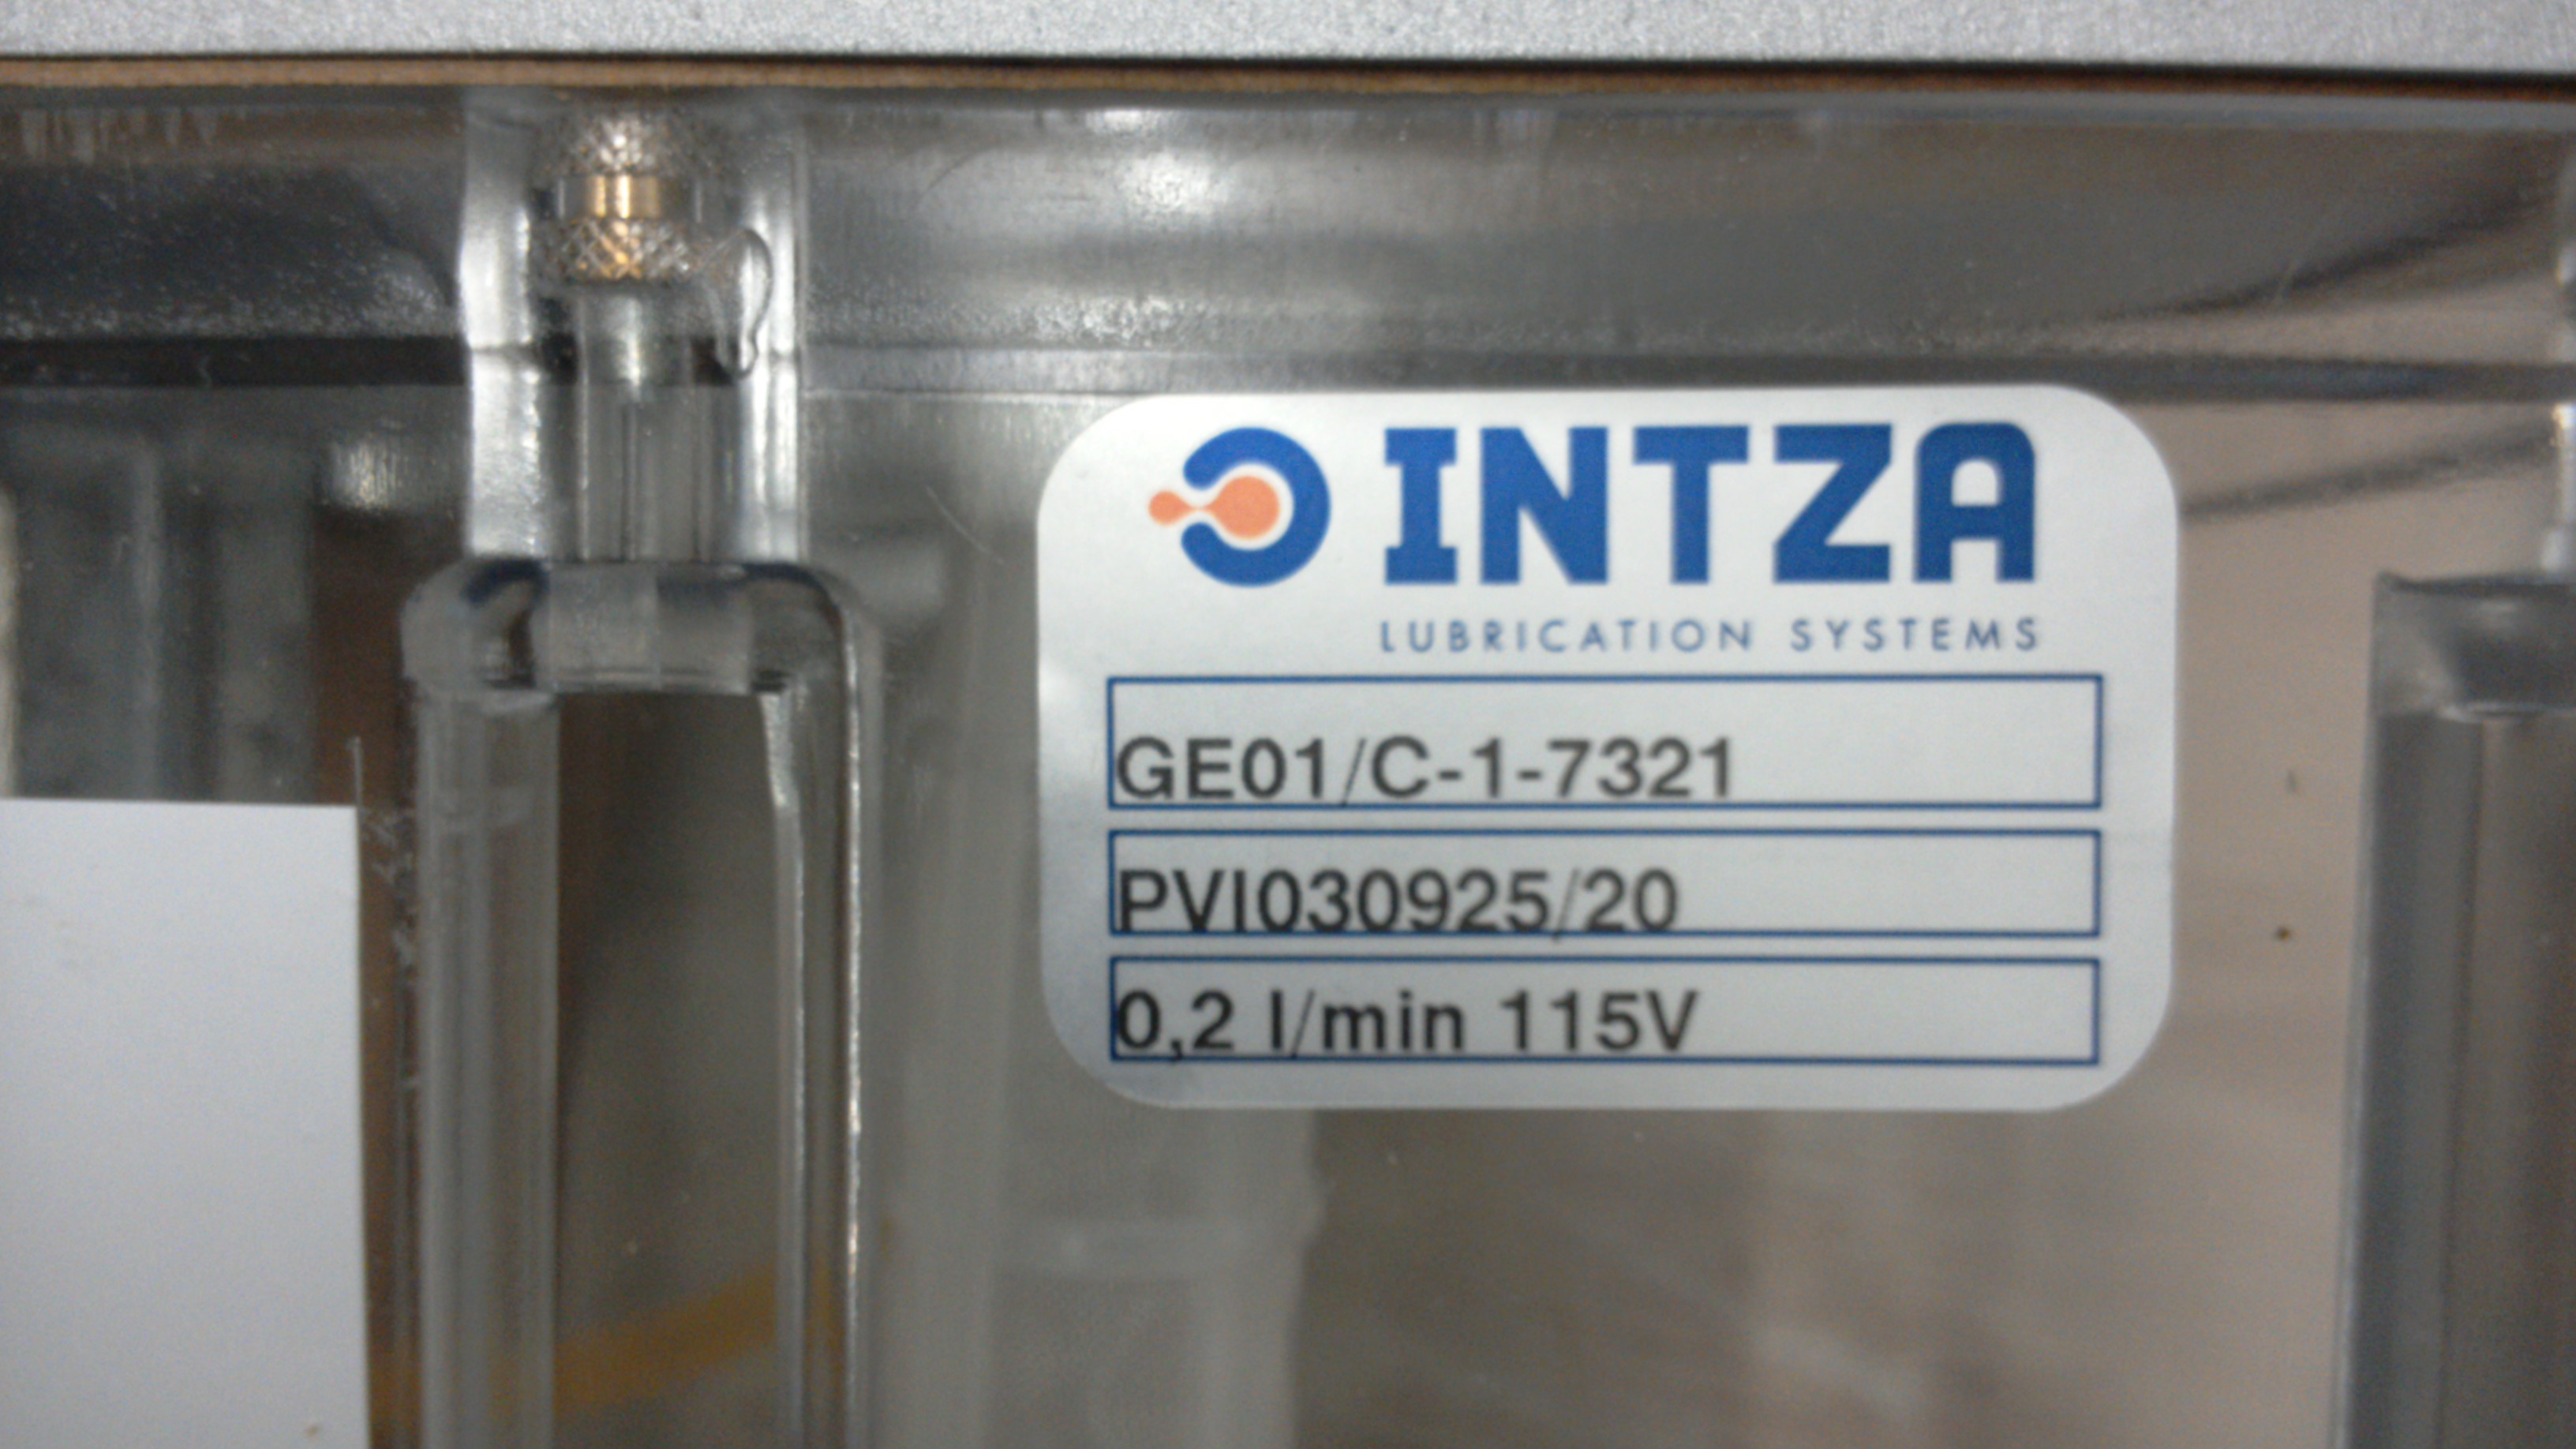 INTZA
LUBRICATION SYSTEMS
GE01/C-1-7321
PVI030925/20
0,2 l/min 115V